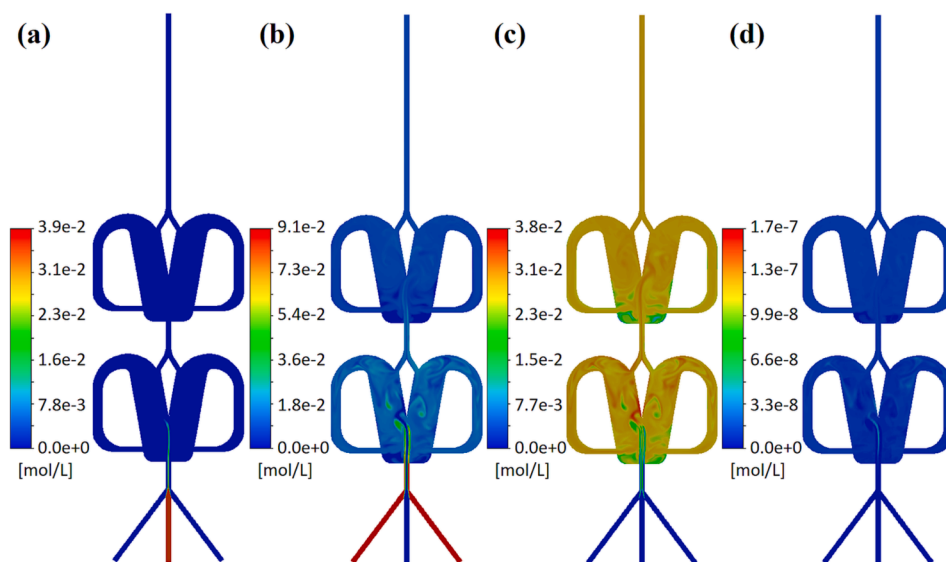 (a)
(b)
(c)
(d)
3.9e-2
3.1e-2
2.3e-2
1.6e-2
7.8e-3
0.0e+0
[mol/L]
9.1e-2
7.3e-2
5.4e-2
3.6e-2
1.8e-2
0.0e+0
[mol/L]
3.8e-2
3.1e-2
2.3e-2
1.5e-2
7.7e-3
0.0e+0
[mol/L]
1.7e-7
1.3e-7
9.9e-8
6.6e-8
3.3e-8
0.0e+0
[mol/L]